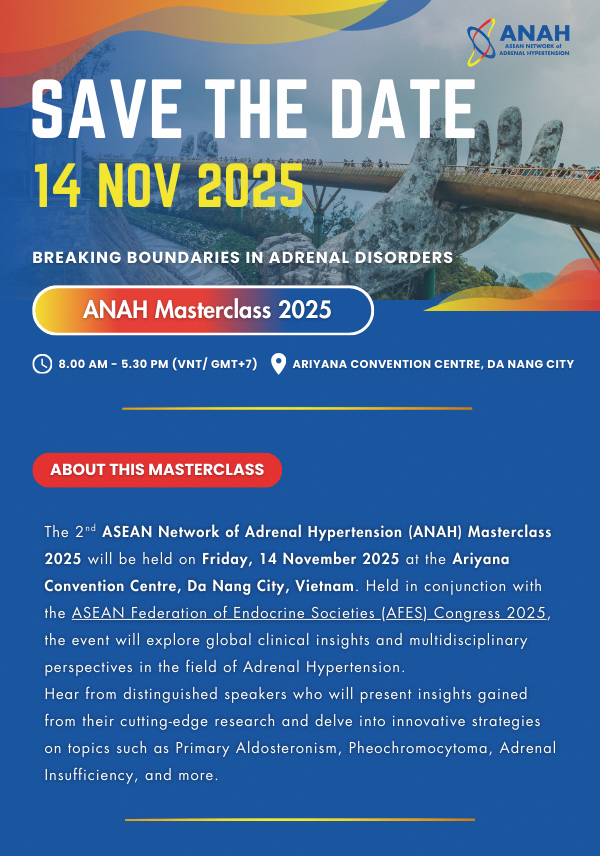 ANAH
ASEAN NETWORK of
ADRENAL HYPERTENSION
SAVE THE DATE
14 NOV 2025
BREAKING BOUNDARIES IN ADRENAL DISORDERS
ANAH Masterclass 2025
8.00 AM - 5.30 PM (VNT/ GMT+7) ARIYANA CONVENTION CENTRE, DA NANG CITY
ABOUT THIS MASTERCLASS
The 2nd ASEAN Network of Adrenal Hypertension (ANAH) Masterclass
2025 will be held on Friday, 14 November 2025 at the Ariyana
Convention Centre, Da Nang City, Vietnam. Held in conjunction with
the ASEAN Federation of Endocrine Societies (AFES) Congress 2025,
the event will explore global clinical insights and multidisciplinary
perspectives in the field of Adrenal Hypertension.
Hear from distinguished speakers who will present insights gained
from their cutting-edge research and delve into innovative strategies
on topics such as Primary Aldosteronism, Pheochromocytoma, Adrenal
Insufficiency, and more.